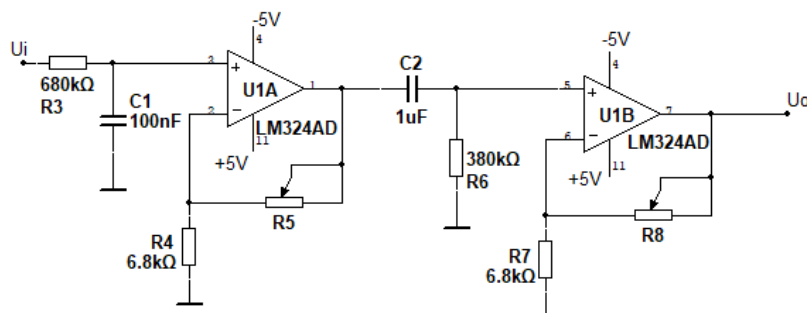 Ui
680kΩ
R3
C1
100nF
3
2
+
−
-5V
4
U1A
1
LM324AD
11
+5V
R5
R4
6.8kΩ
C2
1uF
380kΩ
R6
5
6
+
−
-5V
4
U1B
7
LM324AD
11
+5V
R8
R7
6.8kΩ